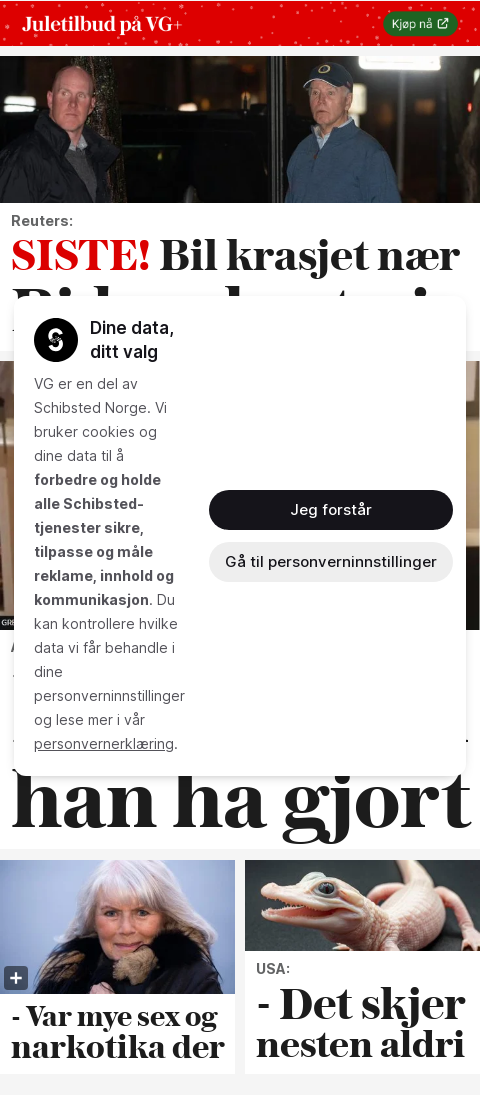 Juletilbud på VG+
Kjøp nå
Reuters:
SISTE! Bil krasjet nær
Dine data,
ditt valg
VG er en del av
Schibsted Norge. Vi
bruker cookies og
dine data til å
forbedre og holde
alle Schibsted-
tjenester sikre,
tilpasse og måle
reklame, innhold og
kommunikasjon. Du
kan kontrollere hvilke
data vi får behandle i
dine
personverninnstillinger
og lese mer i vår
personvernerklæring.
Jeg forstår
Gå til personverninnstillinger
han ha gjort
- Var mye sex og
narkotika der
USA:
- Det skjer
nesten aldri